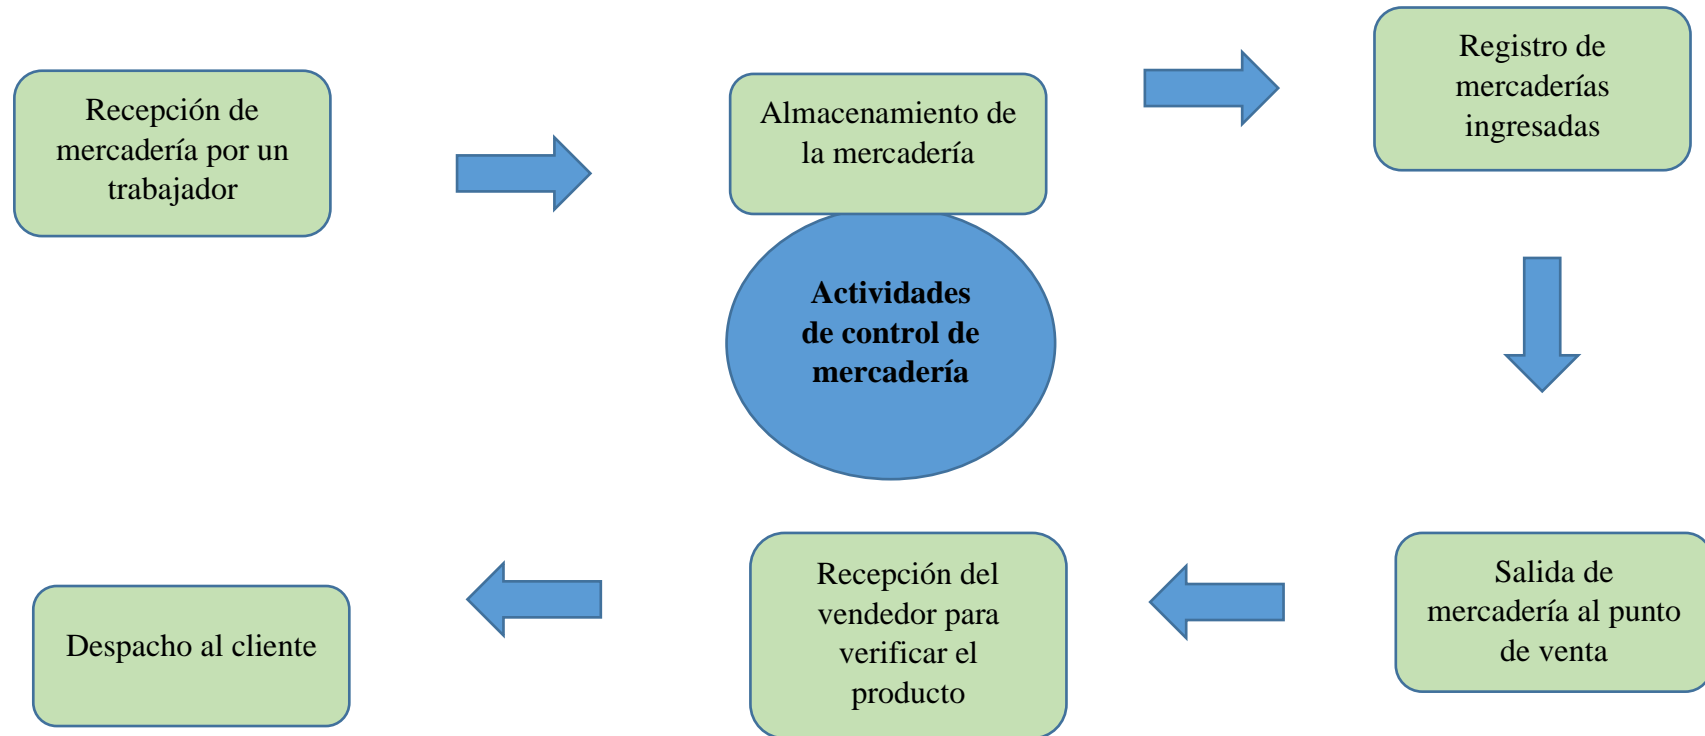 Recepción de
mercadería por un
trabajador
Almacenamiento de
la mercadería
Registro de
mercaderías
ingresadas
Actividades
de control de
mercadería
Salida de
mercadería al punto
de venta
Recepción del
vendedor para
verificar el
producto
Despacho al cliente